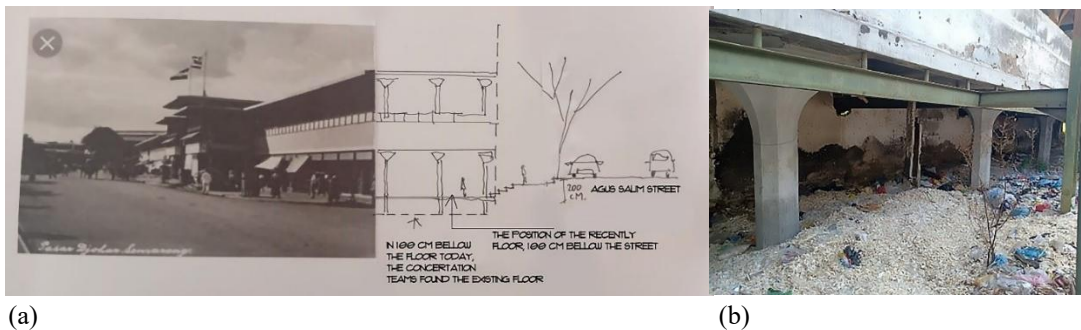 Pasar Djohar Semarang.
200
CM.
AGUS SALIM STREET
IN 100 CM BELLOW
THE FLOOR TODAY,
THE CONCERTATION
TEAMS FOUND THE EXISTING FLOOR
THE POSITION OF THE RECENTLY
FLOOR, 100 CM BELLOW THE STREET
(a)
(b)